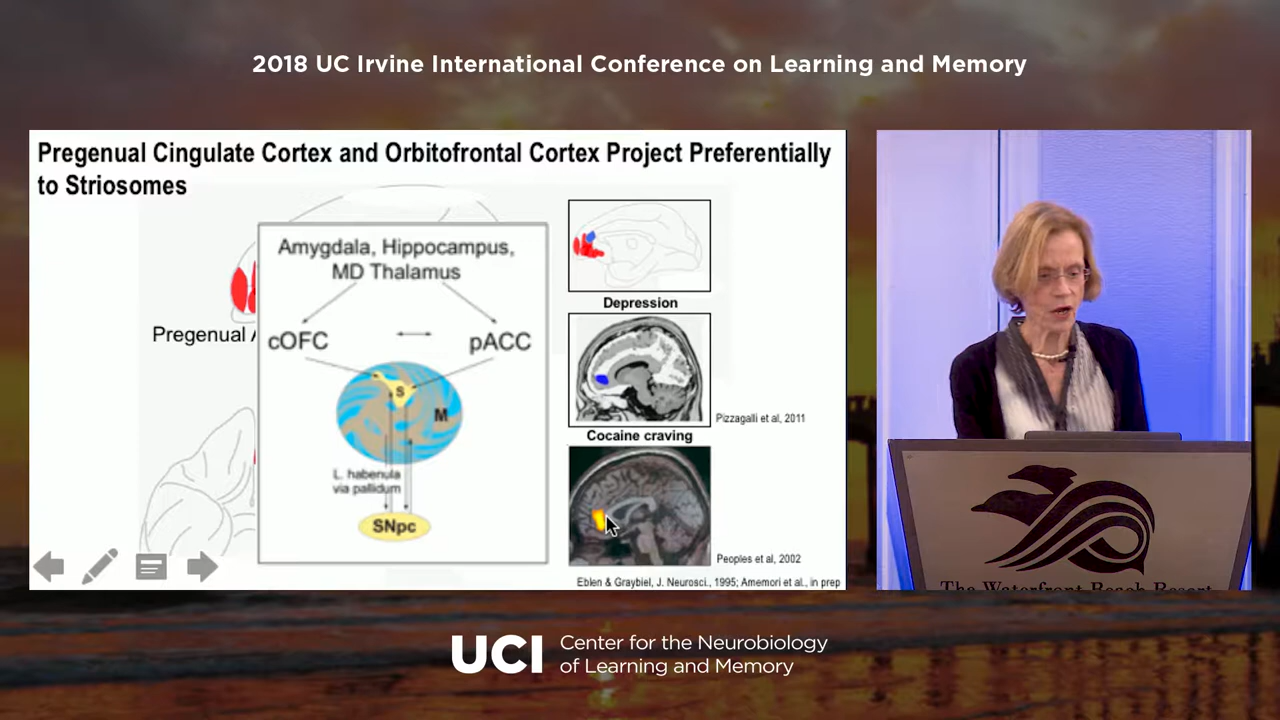 2018 UC Irvine International Conference on Learning and Memory
Pregenual Cingulate Cortex and Orbitofrontal Cortex Project Preferentially
to Striosomes
Amygdala, Hippocampus,
MD Thalamus
Pregenual
cOFC
pACC
S
M
L. habenula
via pallidum
SNpc
Depression
Pizzagalli et al, 2011
Cocaine craving
Peoples et al, 2002
Eblen & Graybiel, J. Neurosci., 1995; Amemori et al., in prep
The Waterfront Beach Resort
UCI
Center for the Neurobiology
of Learning and Memory